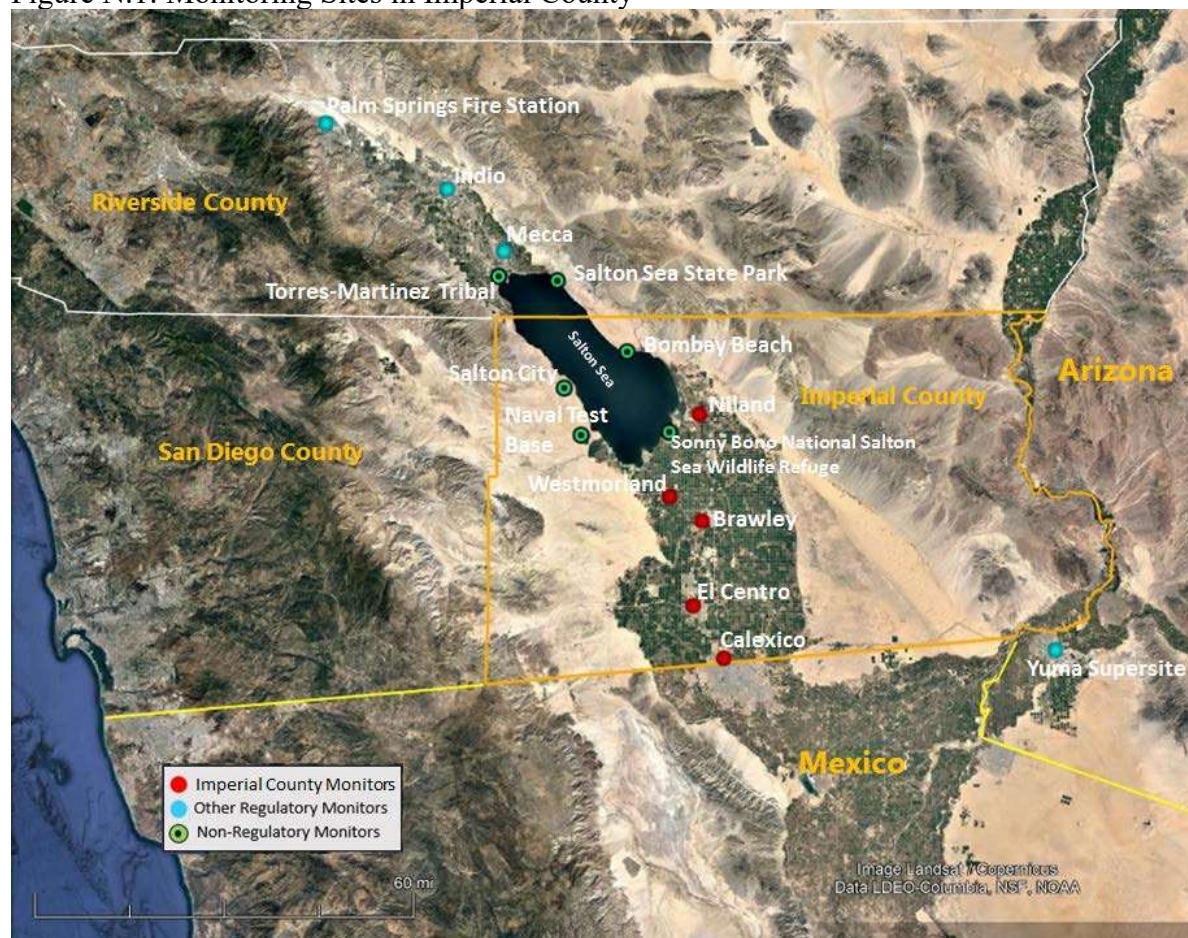 Figure N.1: Monitoring Sites in Imperial County
Palm Springs Fire Station
Indio
Riverside County
Mecca
Torres-Martinez Tribal
Salton Sea State Park
Salton Sea
Bombay Beach
Arizona
Salton City
Imperial County
Niland
Naval Test
Base
Sonny Bono National Salton
Sea Wildlife Refuge
San Diego County
Westmorland
Brawley
El Centro
Calexico
Yuma Supersite
Mexico
Imperial County Monitors
Other Regulatory Monitors
Non-Regulatory Monitors
60 mi
Image Landsat / Copernicus
Data LDEO-Columbia, NSF, NOAA